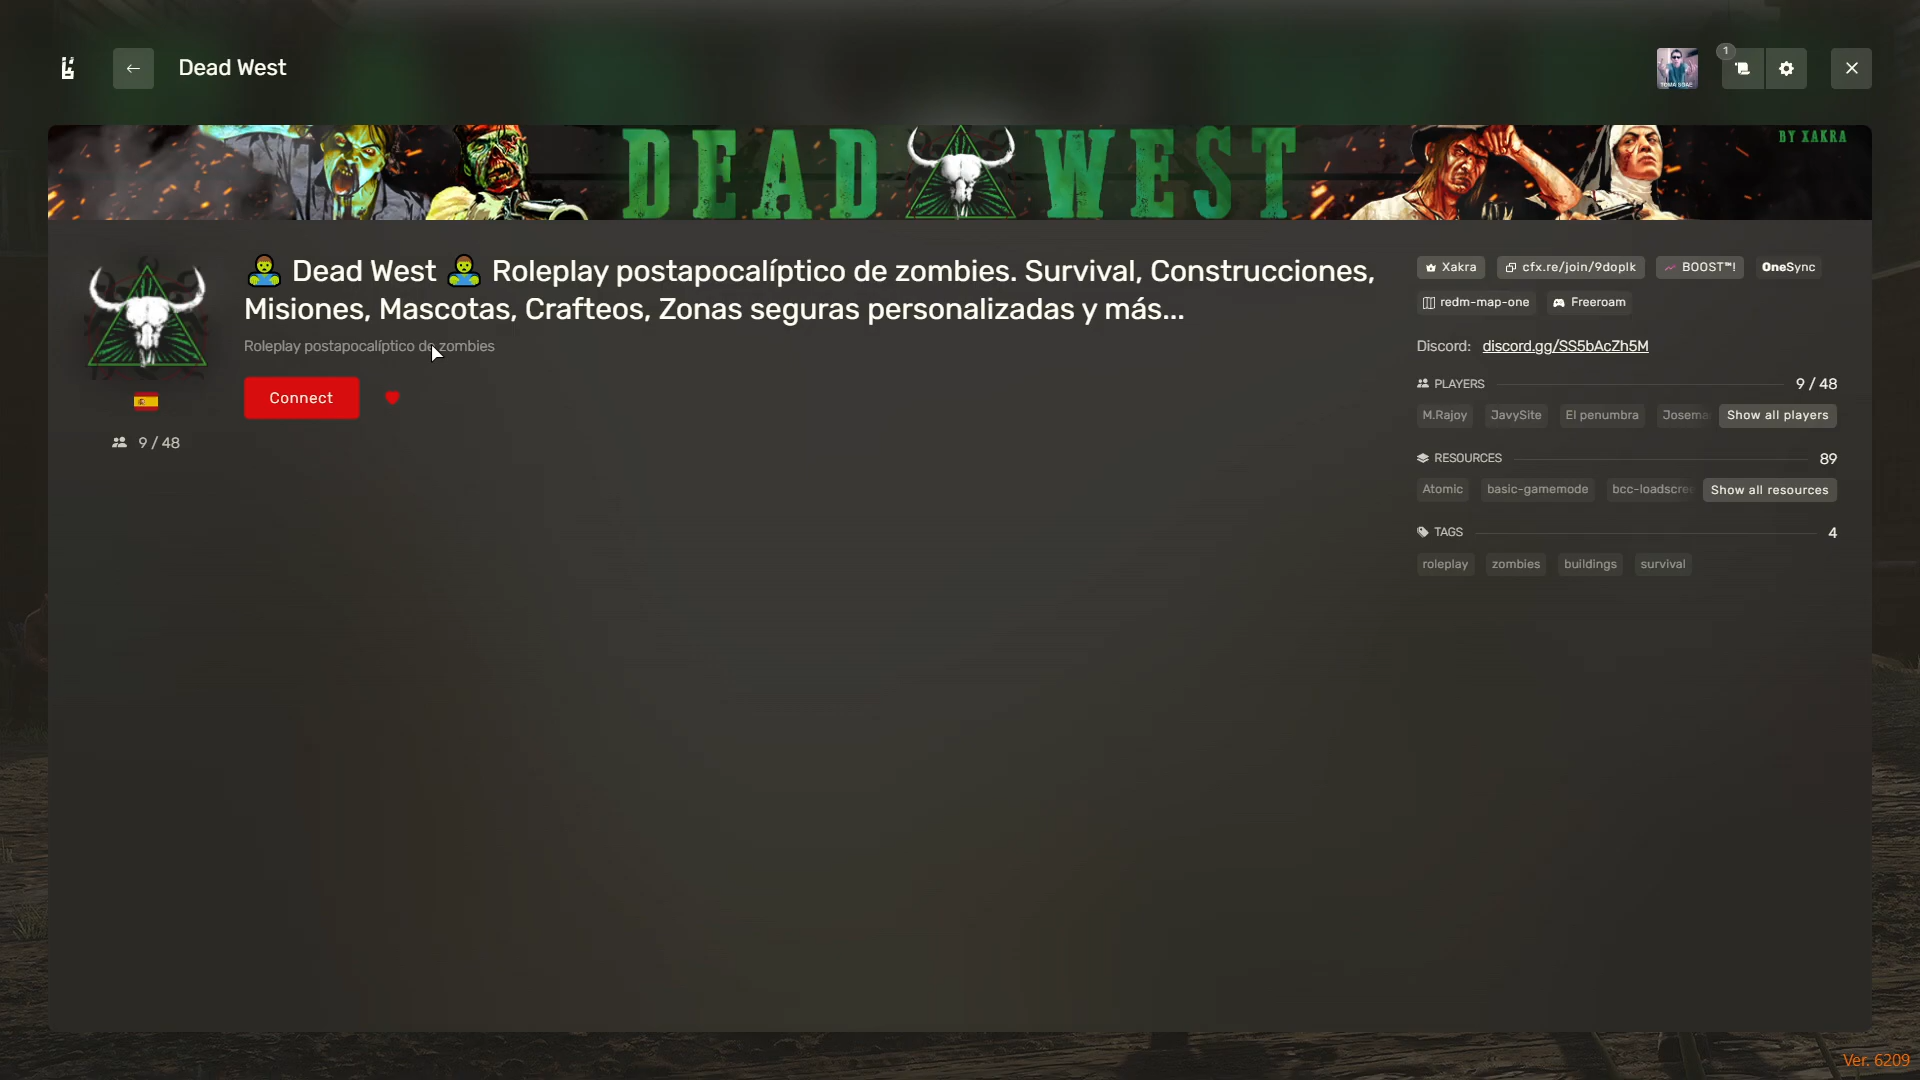 Dead West
1
DEAD WEST
BY XAKRA
🧟‍♂️ Dead West 🧟‍♂️ Roleplay postapocalíptico de zombies. Survival, Construcciones,
Misiones, Mascotas, Crafteos, Zonas seguras personalizadas y más...
Roleplay postapocalíptico de zombies
Connect
9 / 48
Xakra
cfx.re/join/9doplk
BOOST™!
OneSync
redm-map-one
Freeroam
Discord: discord.gg/SS5bAcZh5M
PLAYERS 9 / 48
M.Rajoy JavySite El penumbra Josema Show all players
RESOURCES 89
Atomic basic-gamemode bcc-loadscree Show all resources
TAGS 4
roleplay zombies buildings survival
Ver. 6209